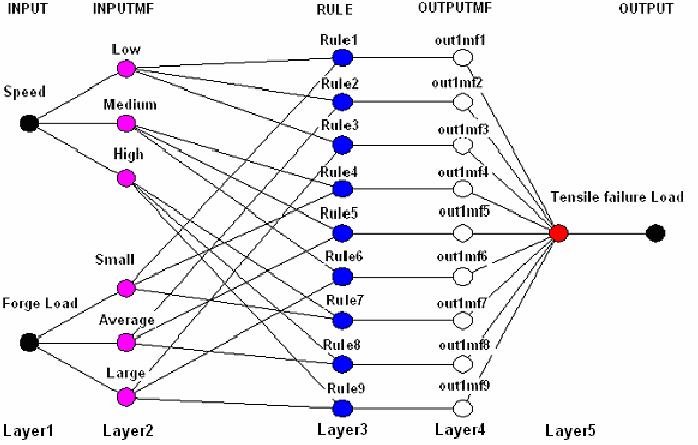 INPUT INPUTMF RULE OUTPUTMF OUTPUT
Rule1 out1mf1
Low
Rule2 out1mf2
Speed
Medium
Rule3 out1mf3
High
Rule4 out1mf4
Tensile failure Load
Rule5 out1mf5
Small
Rule6 out1mf6
Forge Load
Rule7 out1mf7
Average
Rule8 out1mf8
Large
Rule9 out1mf9
Layer1 Layer2 Layer3 Layer4 Layer5